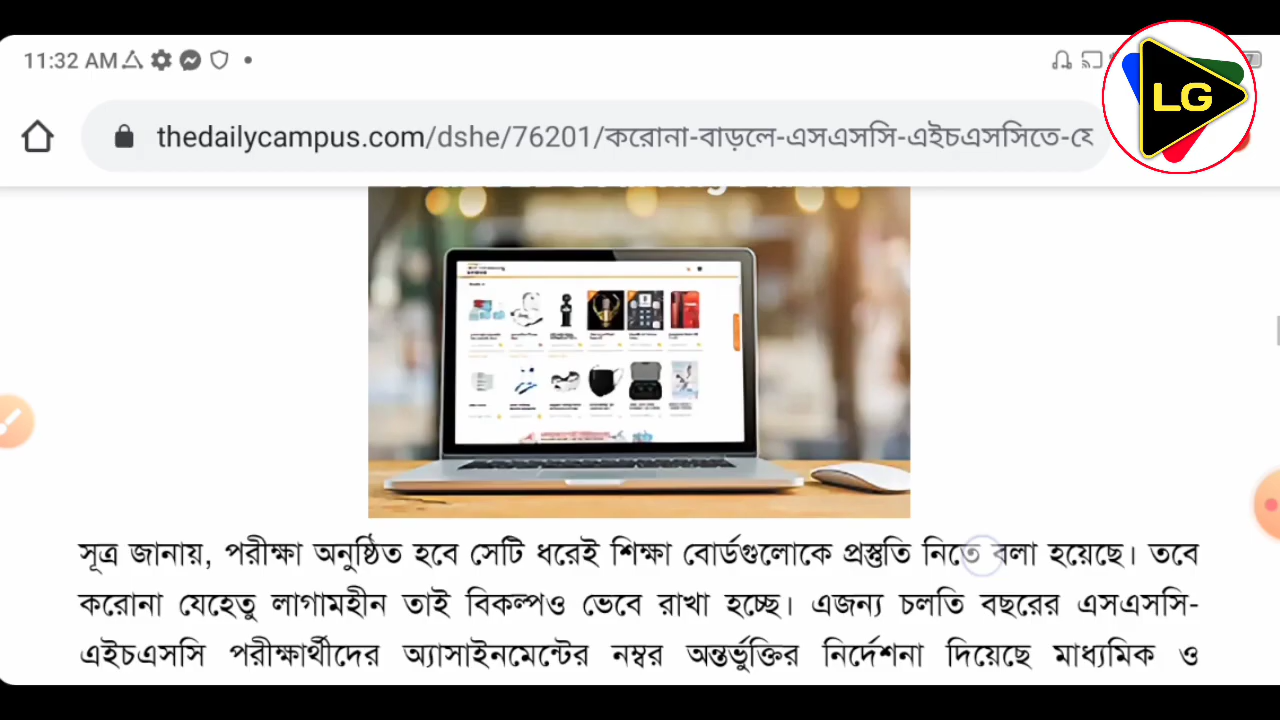 11:32 AM
LG
thedailycampus.com/dshe/76201/করোনা-বাড়লে-এসএসসি-এইচএসসিতে-যে
সূত্র জানায়, পরীক্ষা অনুষ্ঠিত হবে সেটি ধরেই শিক্ষা বোর্ডগুলোকে প্রস্তুতি নিতে বলা হয়েছে। তবে
করোনা যেহেতু লাগামহীন তাই বিকল্পও ভেবে রাখা হচ্ছে। এজন্য চলতি বছরের এসএসসি-
এইচএসসি পরীক্ষার্থীদের অ্যাসাইনমেন্টের নম্বর অন্তর্ভুক্তির নির্দেশনা দিয়েছে মাধ্যমিক ও